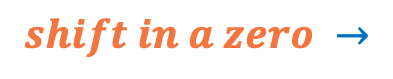 shift in a zero →